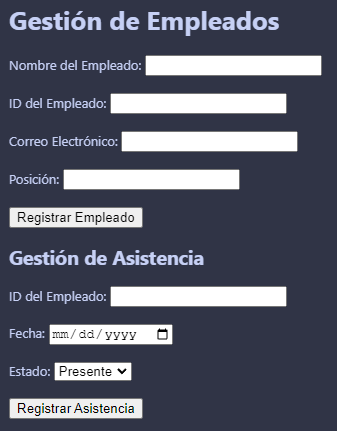 Gestión de Empleados
Nombre del Empleado:
ID del Empleado:
Correo Electrónico:
Posición:
Registrar Empleado
Gestión de Asistencia
ID del Empleado:
Fecha: mm/dd/yyyy
Estado: Presente
Registrar Asistencia